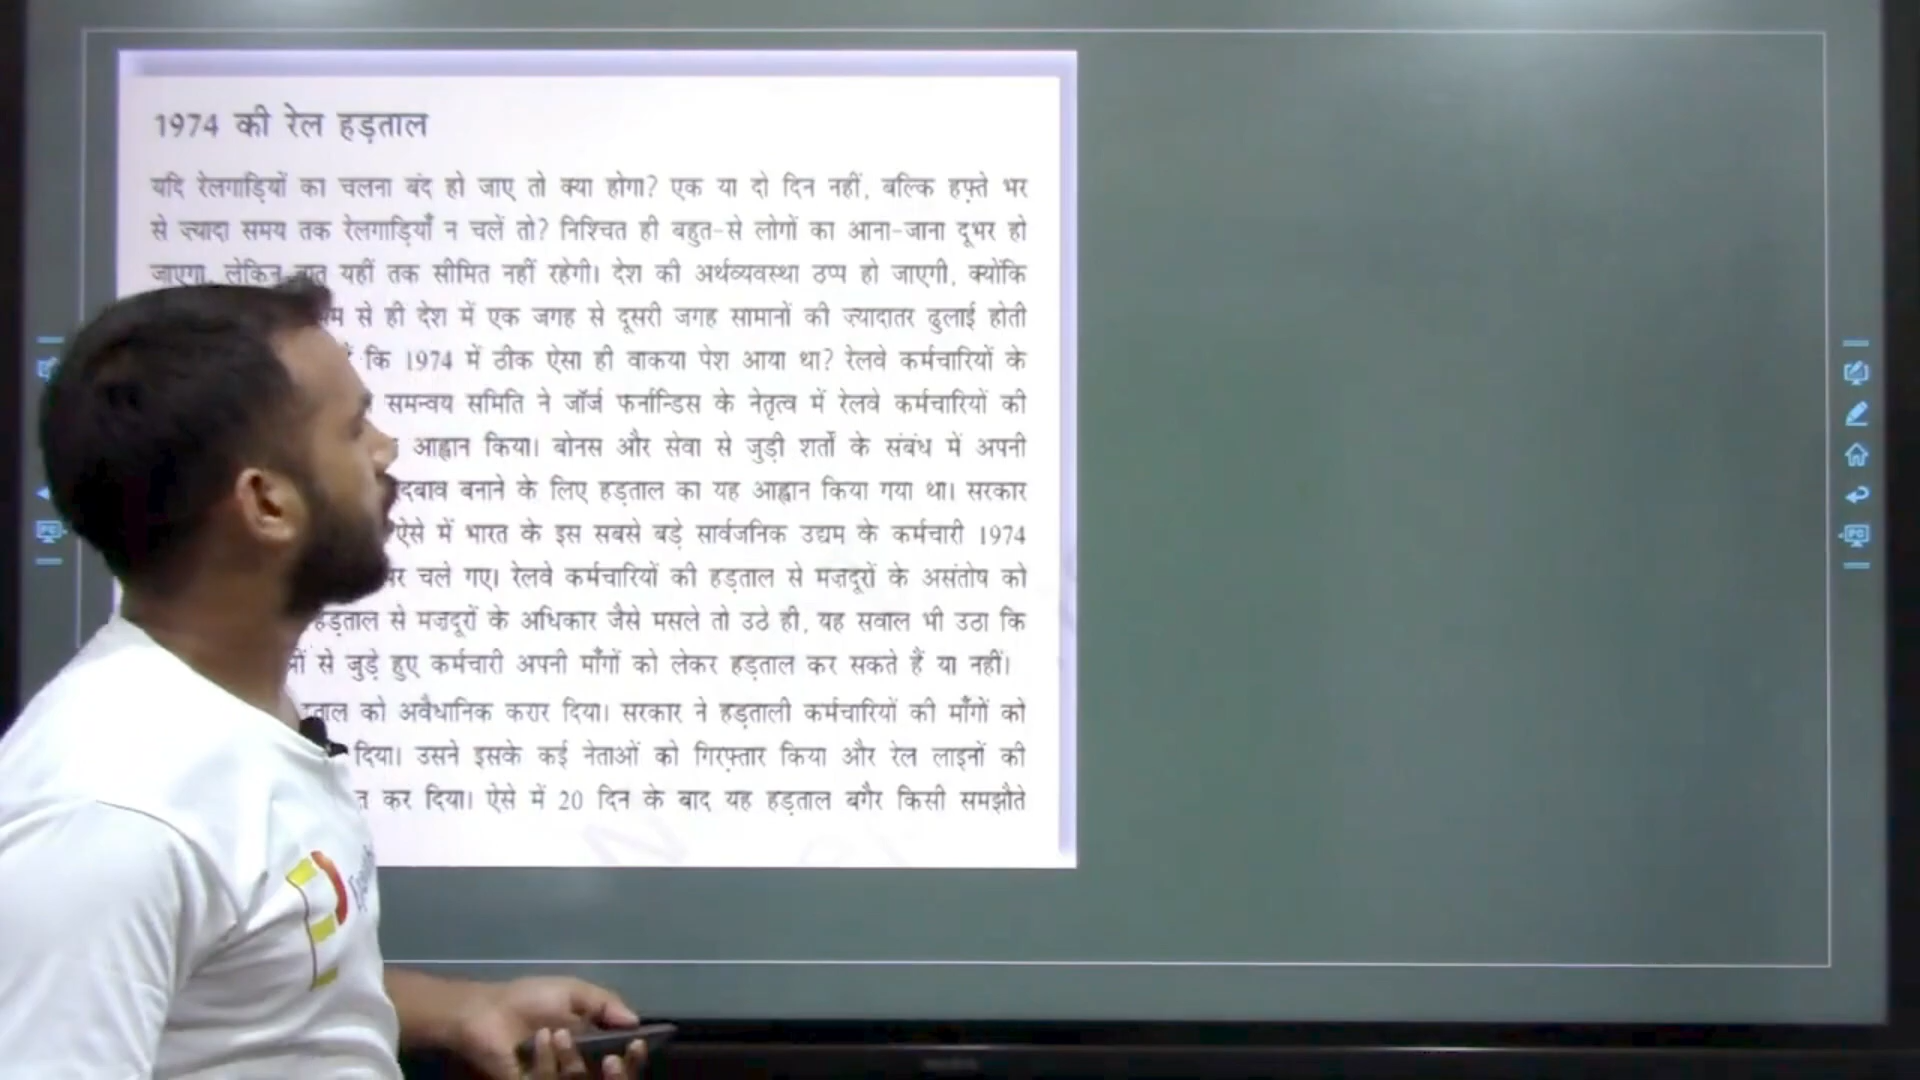 1974 की रेल हड़ताल
यदि रेलगाड़ियों का चलना बंद हो जाए तो क्या होगा? एक या दो दिन नहीं, बल्कि हफ़्ते भर
से ज़्यादा समय तक रेलगाड़ियाँ न चलें तो? निश्चित ही बहुत-से लोगों का आना-जाना दूभर हो
जाएगा, लेकिन बात यहीं तक सीमित नहीं रहेगी। देश की अर्थव्यवस्था ठप्प हो जाएगी, क्योंकि
से ही देश में एक जगह से दूसरी जगह सामानों की ज़्यादातर ढुलाई होती
कि 1974 में ठीक ऐसा ही वाकया पेश आया था? रेलवे कर्मचारियों के
समन्वय समिति ने जॉर्ज फर्नान्डिस के नेतृत्व में रेलवे कर्मचारियों की
आह्वान किया। बोनस और सेवा से जुड़ी शर्तों के संबंध में अपनी
दबाव बनाने के लिए हड़ताल का यह आह्वान किया गया था। सरकार
ऐसे में भारत के इस सबसे बड़े सार्वजनिक उद्यम के कर्मचारी 1974
चले गए। रेलवे कर्मचारियों की हड़ताल से मज़दूरों के असंतोष को
हड़ताल से मज़दूरों के अधिकार जैसे मसले तो उठे ही, यह सवाल भी उठा कि
से जुड़े हुए कर्मचारी अपनी माँगों को लेकर हड़ताल कर सकते हैं या नहीं।
को अवैधानिक करार दिया। सरकार ने हड़ताली कर्मचारियों की माँगों को
दिया। उसने इसके कई नेताओं को गिरफ़्तार किया और रेल लाइनों की
कर दिया। ऐसे में 20 दिन के बाद यह हड़ताल बगैर किसी समझौते